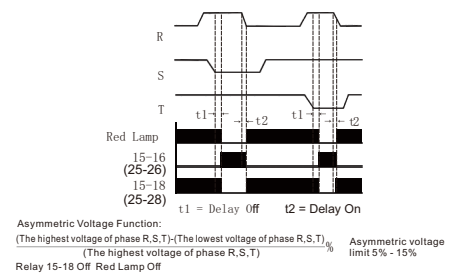 R
S
T
t1
t2
t1
t2
Red Lamp
15-16
(25-26)
15-18
(25-28)
t1 = Delay Off
t2 = Delay On
Asymmetric Voltage Function:
(The highest voltage of phase R,S,T)-(The lowest voltage of phase R,S,T)
(The highest voltage of phase R,S,T)
%
Asymmetric voltage
limit 5% - 15%
Relay 15-18 Off Red Lamp Off